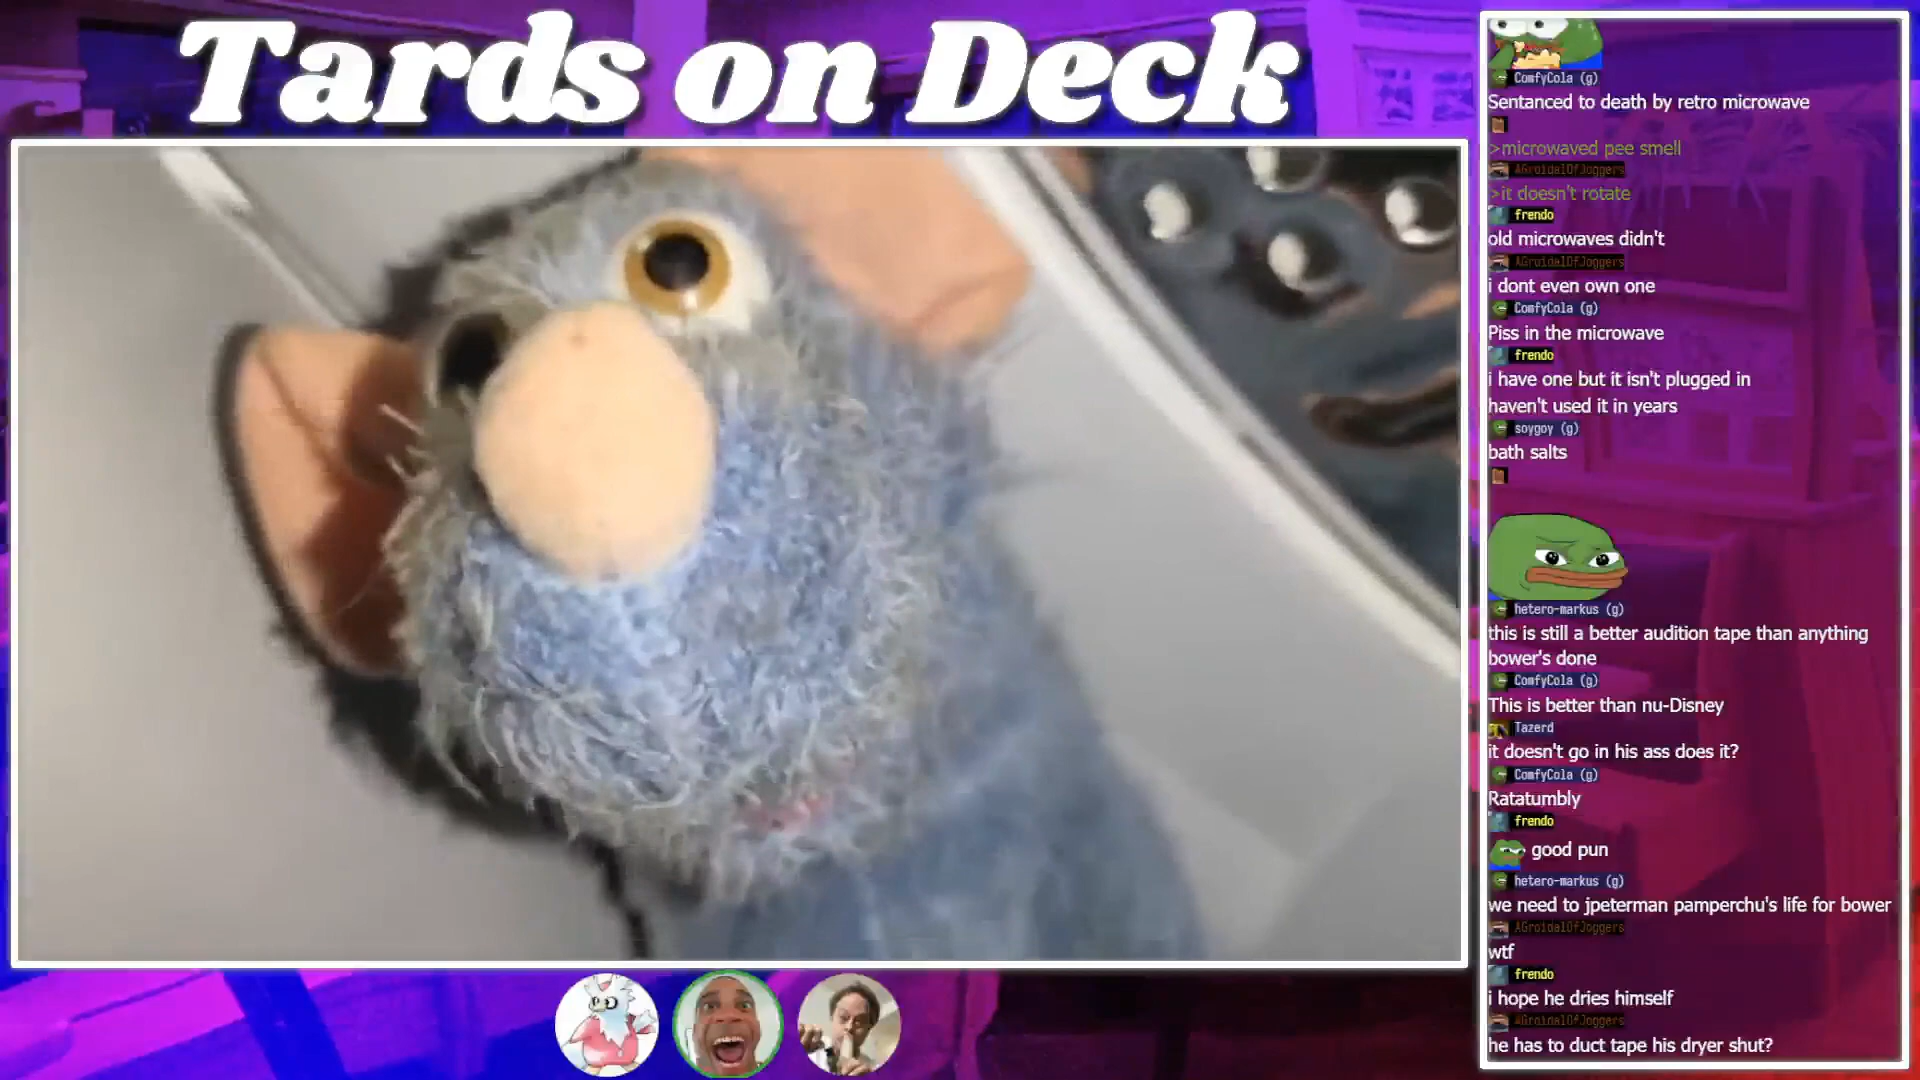 Tards on Deck
ComfyCola (g)
Sentanced to death by retro microwave
>microwaved pee smell
AGroidalOfJoggers
>it doesn't rotate
frendo
old microwaves didn't
AGroidalOfJoggers
i dont even own one
ComfyCola (g)
Piss in the microwave
frendo
i have one but it isn't plugged in
haven't used it in years
soygoy (g)
bath salts
hetero-markus (g)
this is still a better audition tape than anything
bower's done
ComfyCola (g)
This is better than nu-Disney
Tazerd
it doesn't go in his ass does it?
ComfyCola (g)
Ratatumbly
frendo
good pun
hetero-markus (g)
we need to jpeterman pamperchu's life for bower
AGroidalOfJoggers
wtf
frendo
i hope he dries himself
AGroidalOfJoggers
he has to duct tape his dryer shut?